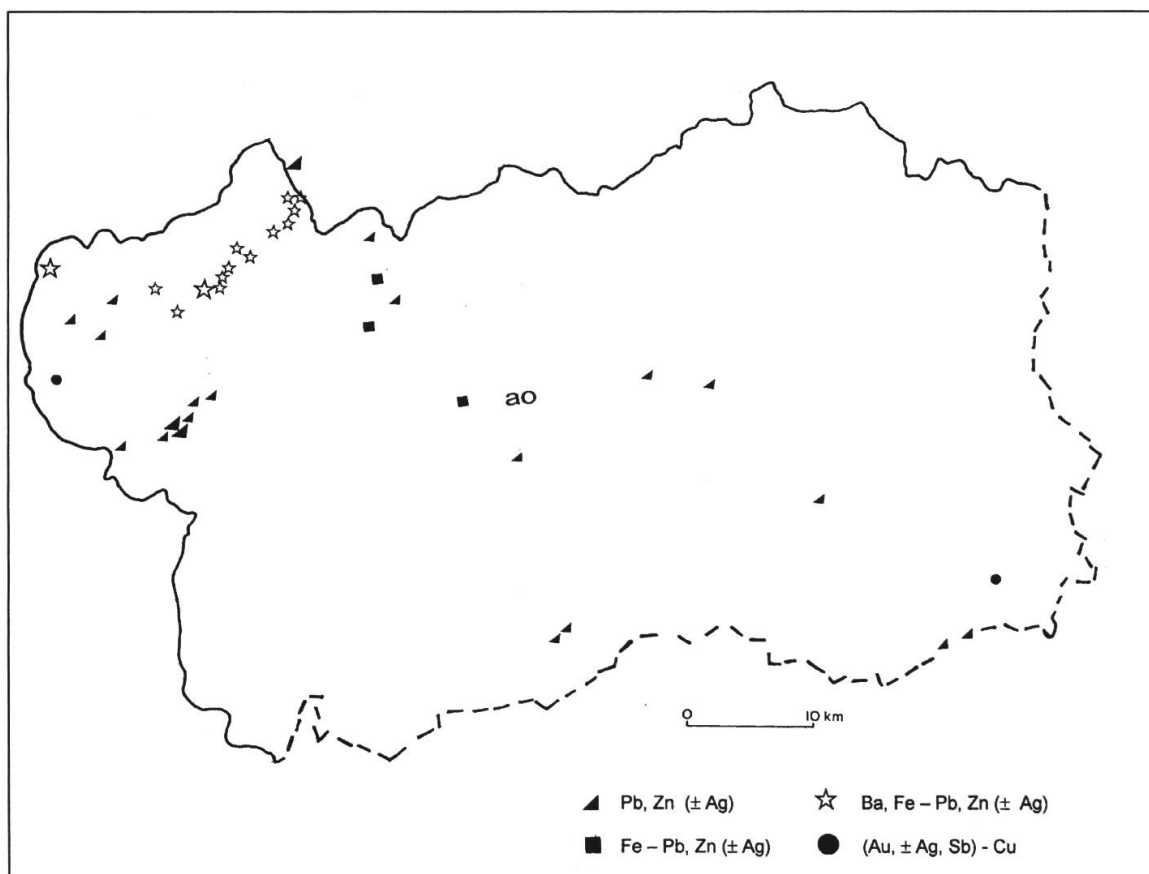 ao
0 10 km
Pb, Zn (± Ag)
Ba, Fe – Pb, Zn (± Ag)
Fe – Pb, Zn (± Ag)
(Au, ± Ag, Sb) - Cu